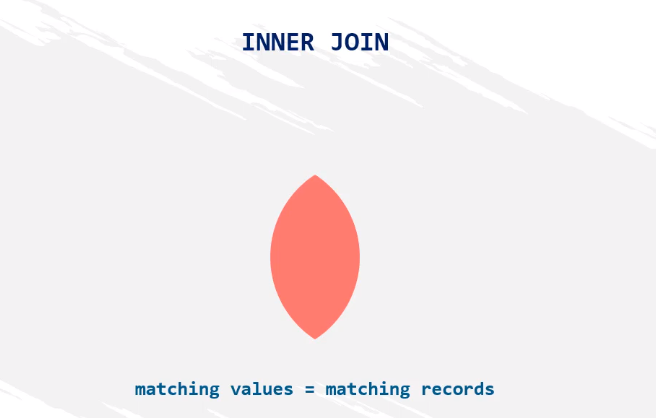 INNER JOIN
matching values = matching records